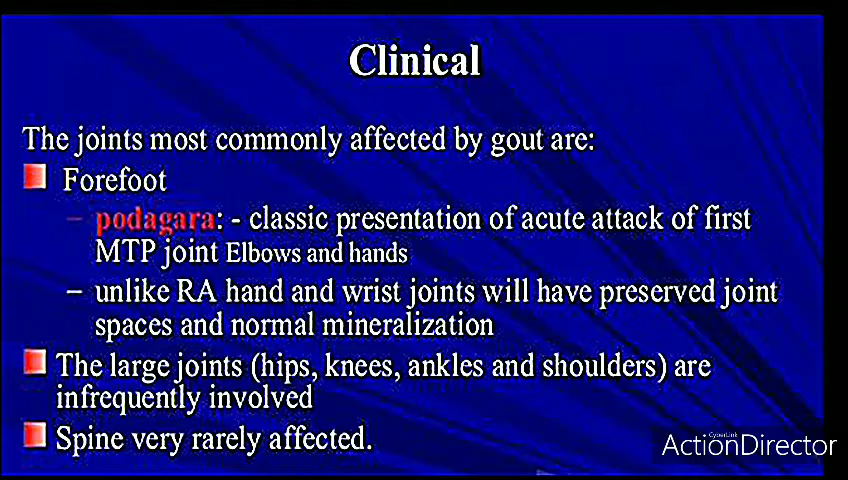 Clinical
The joints most commonly affected by gout are:
Forefoot
– podagara: - classic presentation of acute attack of first
MTP joint Elbows and hands
– unlike RA hand and wrist joints will have preserved joint
spaces and normal mineralization
The large joints (hips, knees, ankles and shoulders) are
infrequently involved
Spine very rarely affected.
CyberLink
ActionDirector